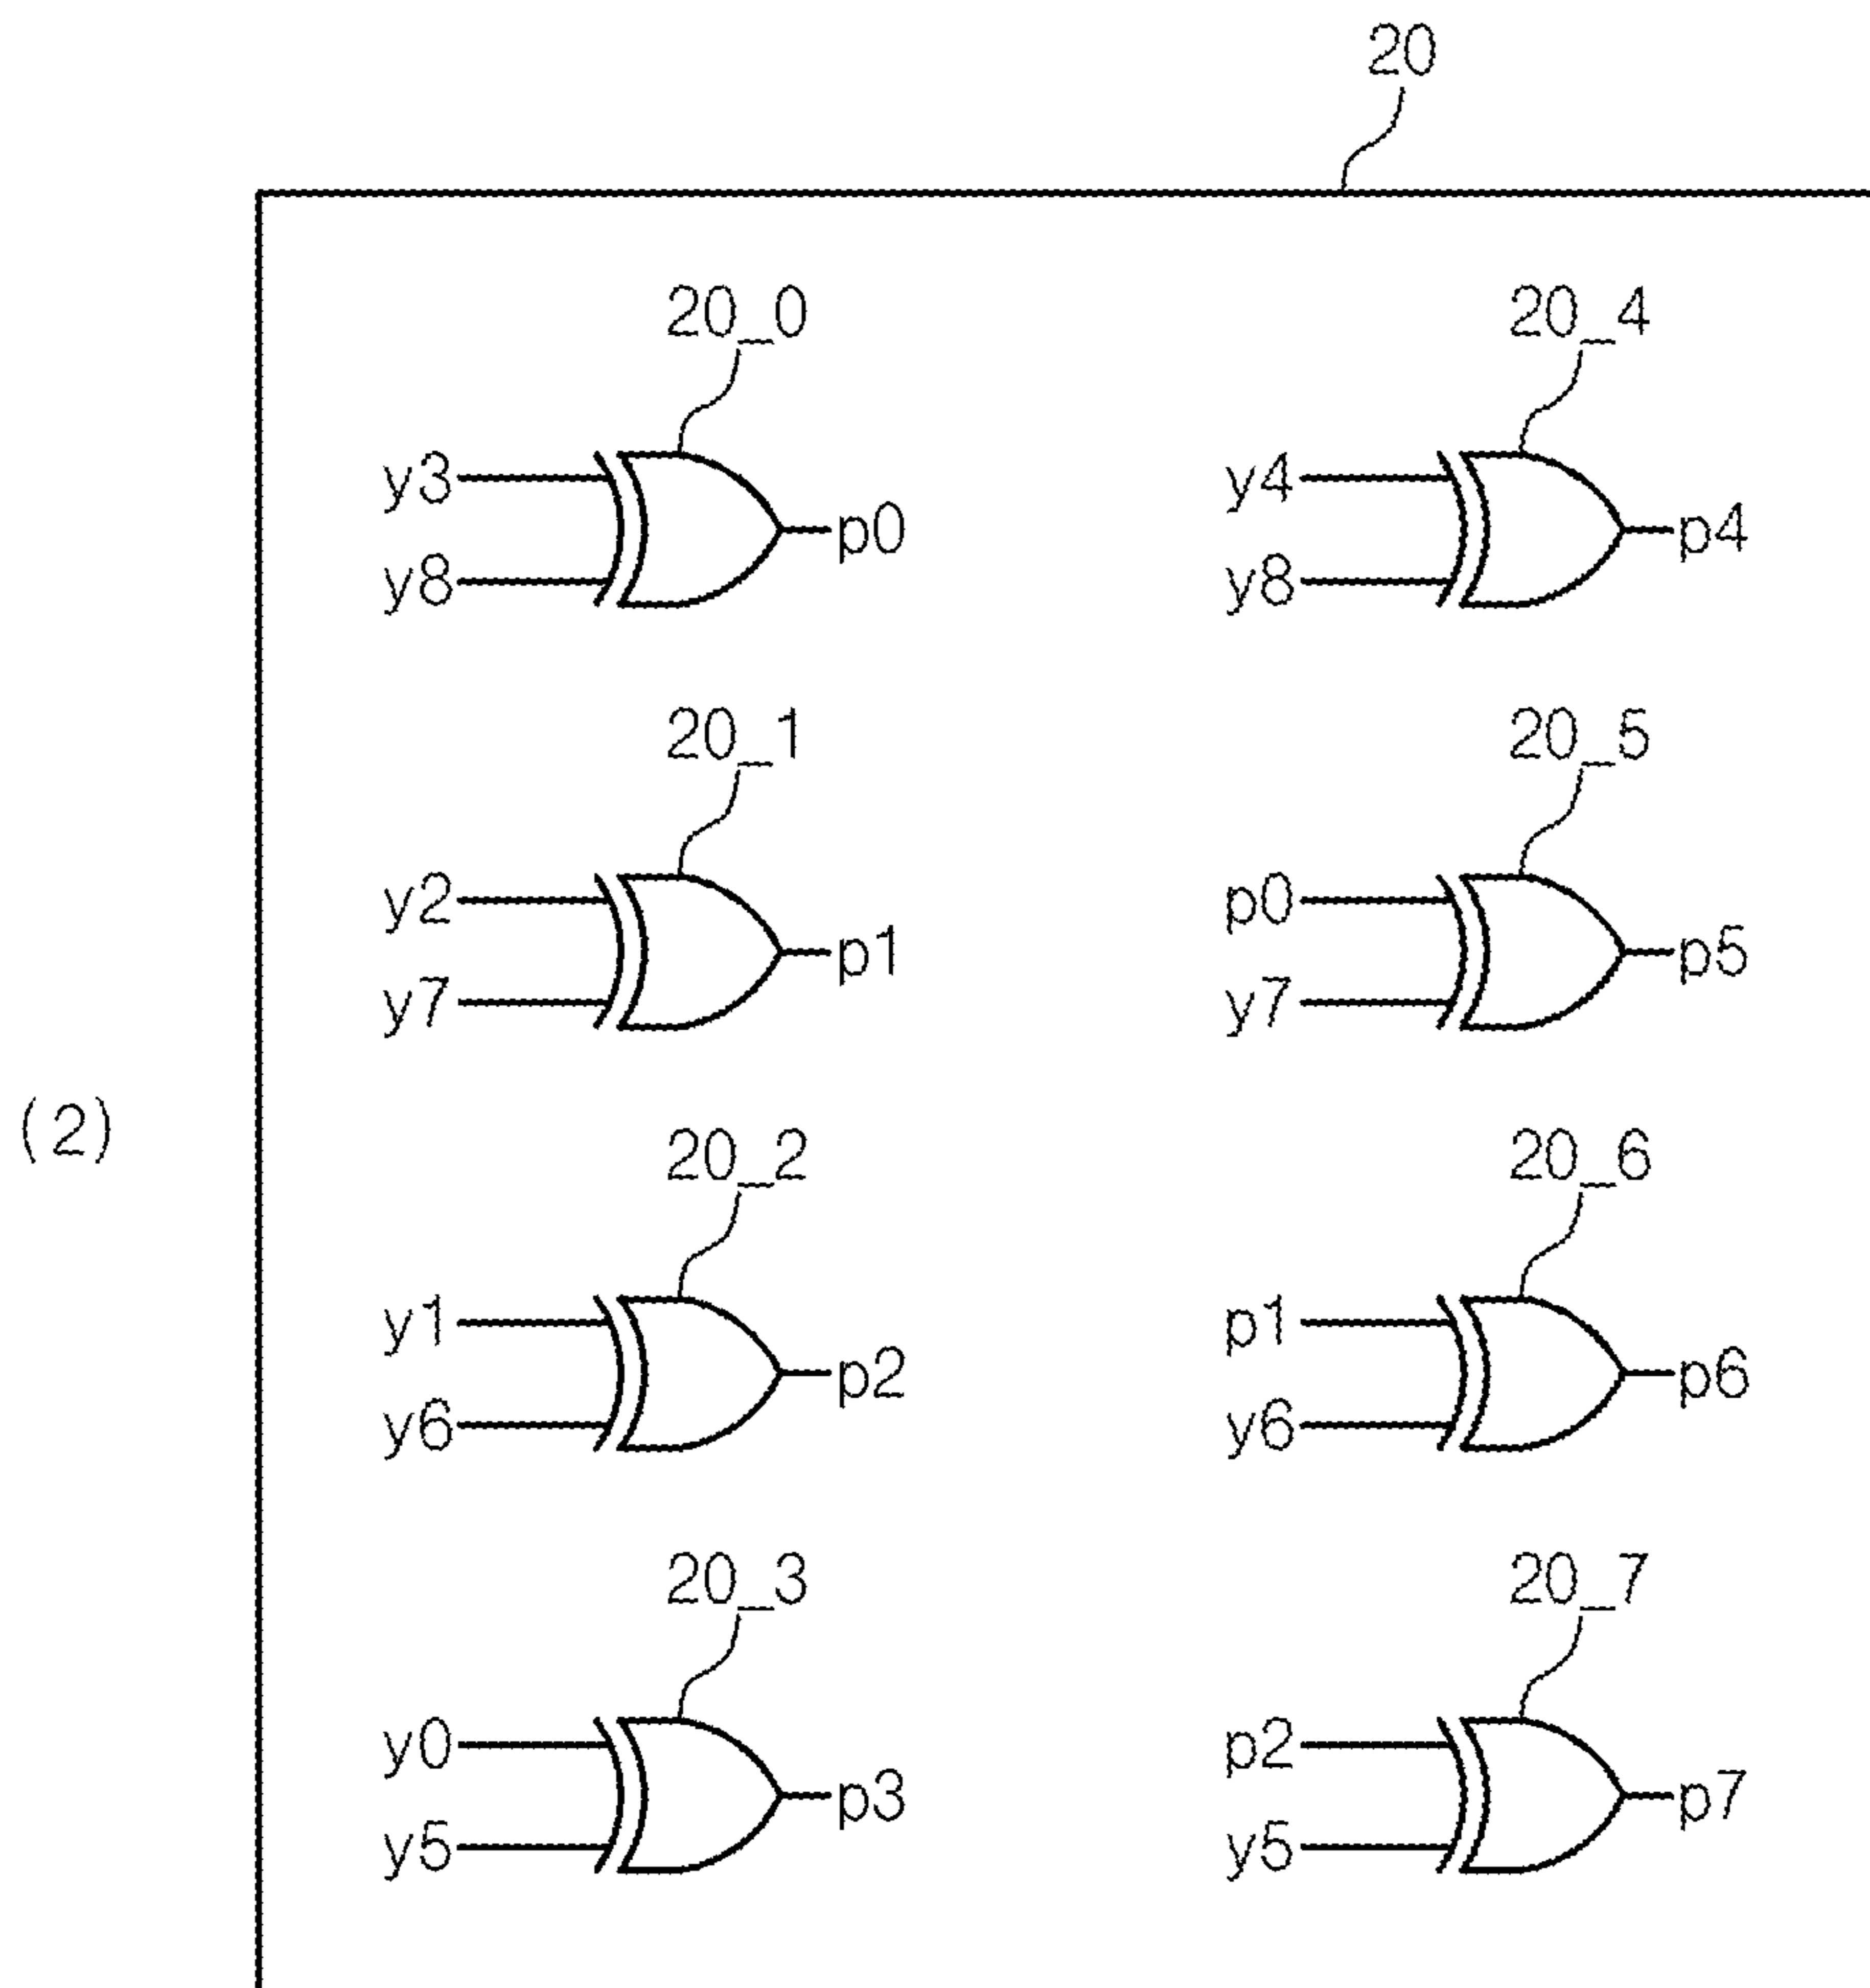 20
20_0 20_4
y3 y4
p0 p4
y8 y8
20_1 20_5
y2 p0
p1 p5
y7 y7
(2)
20_2 20_6
y1 p1
p2 p6
y6 y6
20_3 20_7
y0 p2
p3 p7
y5 y5